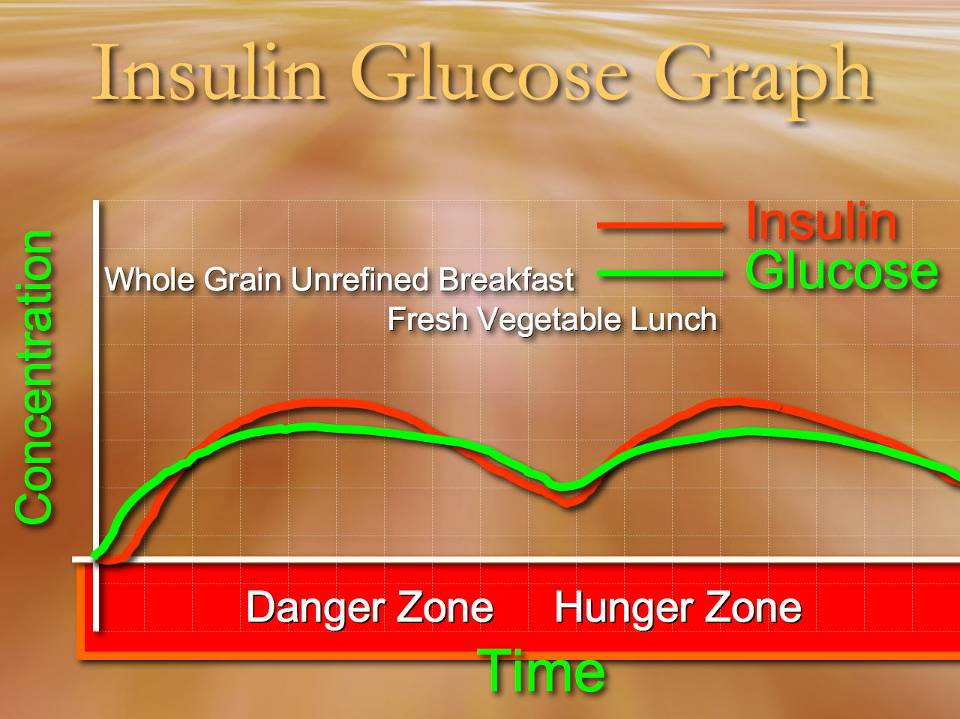 Insulin Glucose Graph
Insulin
Glucose
Whole Grain Unrefined Breakfast
Fresh Vegetable Lunch
Concentration
Danger Zone
Hunger Zone
Time